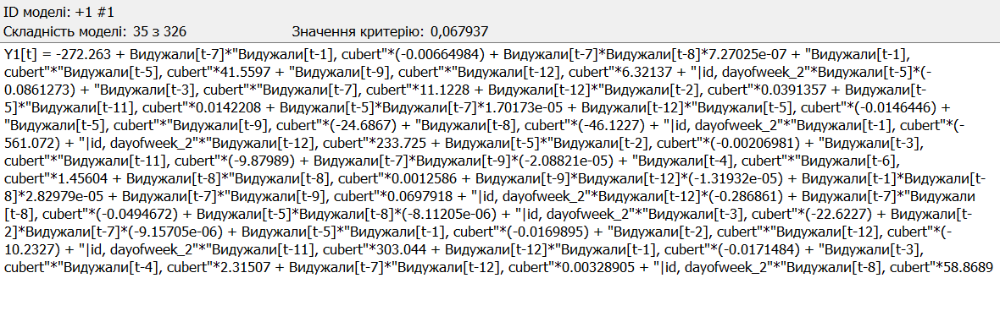 ID моделі: +1 #1
Складність моделі: 35 з 326 Значення критерію: 0,067937
Y1[t] = -272.263 + Видужали[t-7]*"Видужали[t-1], cubert"*(-0.00664984) + Видужали[t-7]*Видужали[t-8]*7.27025e-07 + "Видужали[t-1],
cubert"*"Видужали[t-5], cubert"*41.5597 + "Видужали[t-9], cubert"*"Видужали[t-12], cubert"*6.32137 + "|id, dayofweek_2"*Видужали[t-5]*(-
0.0861273) + "Видужали[t-3], cubert"*"Видужали[t-7], cubert"*11.1228 + Видужали[t-12]*"Видужали[t-2], cubert"*0.0391357 + Видужали[t-
5]*"Видужали[t-11], cubert"*0.0142208 + Видужали[t-5]*Видужали[t-7]*1.70173e-05 + Видужали[t-12]*"Видужали[t-5], cubert"*(-0.0146446) +
"Видужали[t-5], cubert"*"Видужали[t-9], cubert"*(-24.6867) + "Видужали[t-8], cubert"*(-46.1227) + "|id, dayofweek_2"*"Видужали[t-1], cubert"*(-
561.072) + "|id, dayofweek_2"*"Видужали[t-12], cubert"*233.725 + Видужали[t-5]*"Видужали[t-2], cubert"*(-0.00206981) + "Видужали[t-3],
cubert"*"Видужали[t-11], cubert"*(-9.87989) + Видужали[t-7]*Видужали[t-9]*(-2.08821e-05) + "Видужали[t-4], cubert"*"Видужали[t-6],
cubert"*1.45604 + Видужали[t-8]*"Видужали[t-8], cubert"*0.0012586 + Видужали[t-9]*Видужали[t-12]*(-1.31932e-05) + Видужали[t-1]*Видужали[t-
8]*2.82979e-05 + Видужали[t-7]*"Видужали[t-9], cubert"*0.0697918 + "|id, dayofweek_2"*Видужали[t-12]*(-0.286861) + Видужали[t-7]*"Видужали
[t-8], cubert"*(-0.0494672) + Видужали[t-5]*Видужали[t-8]*(-8.11205e-06) + "|id, dayofweek_2"*"Видужали[t-3], cubert"*(-22.6227) + Видужали[t-
2]*Видужали[t-7]*(-9.15705e-06) + Видужали[t-5]*"Видужали[t-1], cubert"*(-0.0169895) + "Видужали[t-2], cubert"*"Видужали[t-12], cubert"*(-
10.2327) + "|id, dayofweek_2"*"Видужали[t-11], cubert"*303.044 + Видужали[t-12]*"Видужали[t-1], cubert"*(-0.0171484) + "Видужали[t-3],
cubert"*"Видужали[t-4], cubert"*2.31507 + Видужали[t-7]*"Видужали[t-12], cubert"*0.00328905 + "|id, dayofweek_2"*"Видужали[t-8], cubert"*58.8689